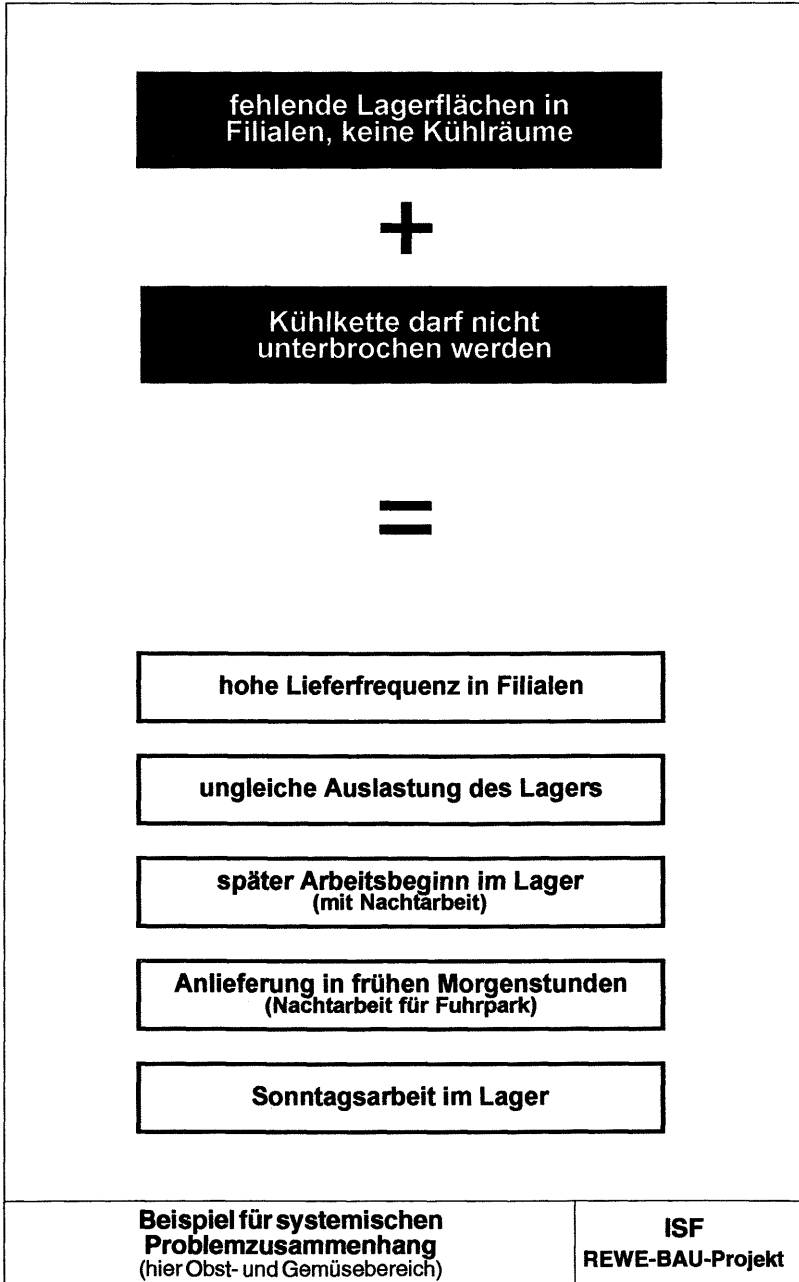 fehlende Lagerflächen in
Filialen, keine Kühlräume
+
Kühlkette darf nicht
unterbrochen werden
=
hohe Lieferfrequenz in Filialen
ungleiche Auslastung des Lagers
später Arbeitsbeginn im Lager
(mit Nachtarbeit)
Anlieferung in frühen Morgenstunden
(Nachtarbeit für Fuhrpark)
Sonntagsarbeit im Lager
Beispiel für systemischen
Problemzusammenhang
(hier Obst- und Gemüsebereich)
ISF
REWE-BAU-Projekt